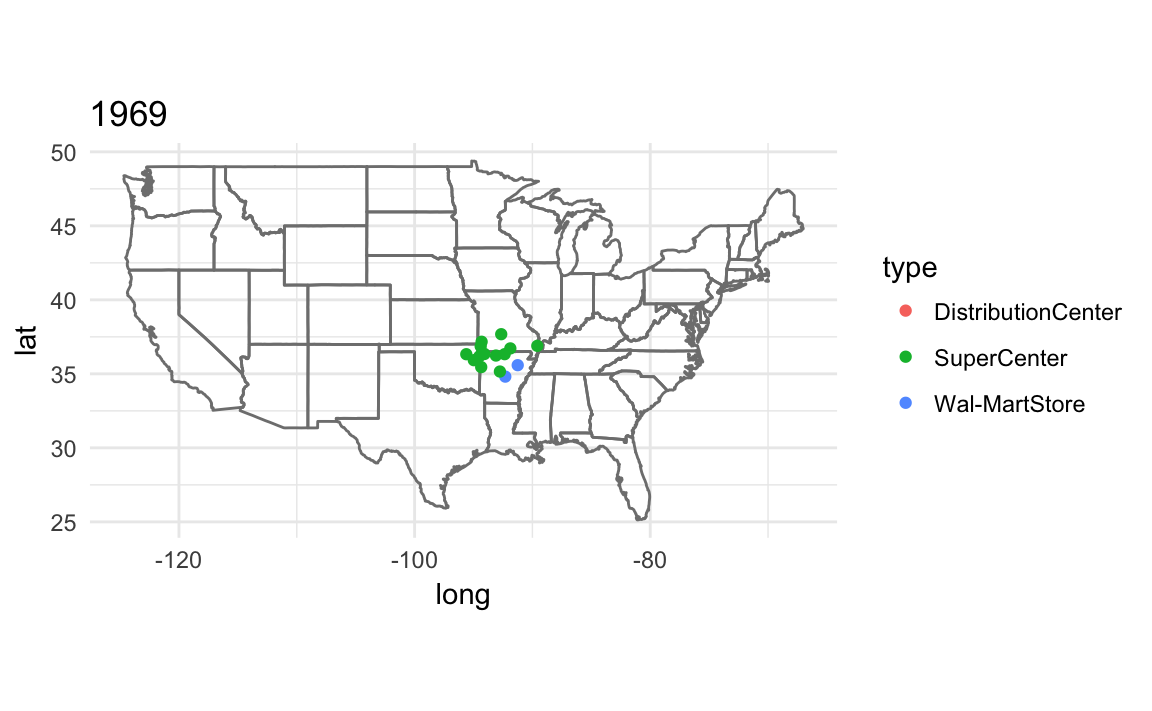 1969
50
45
40
35
30
25
lat
-120 -100 -80
long
type
DistributionCenter
SuperCenter
Wal-MartStore